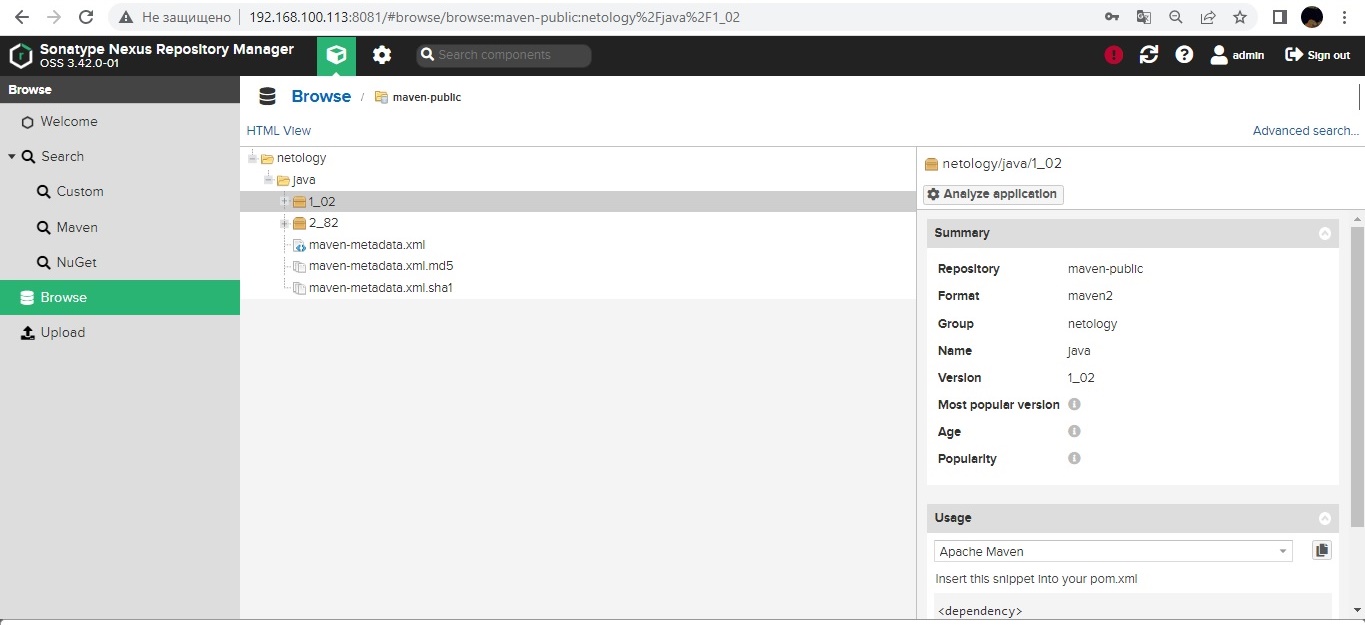 Не защищено 192.168.100.113:8081/#browse/browse:maven-public:netology%2Fjava%2F1_02
Sonatype Nexus Repository Manager
OSS 3.42.0-01
Search components
admin
Sign out
Browse
Welcome
Search
Custom
Maven
NuGet
Browse
Upload
Browse / maven-public
HTML View
Advanced search...
netology
java
1_02
2_82
maven-metadata.xml
maven-metadata.xml.md5
maven-metadata.xml.sha1
netology/java/1_02
Analyze application
Summary
Repository maven-public
Format maven2
Group netology
Name java
Version 1_02
Most popular version
Age
Popularity
Usage
Apache Maven
Insert this snippet into your pom.xml
<dependency>